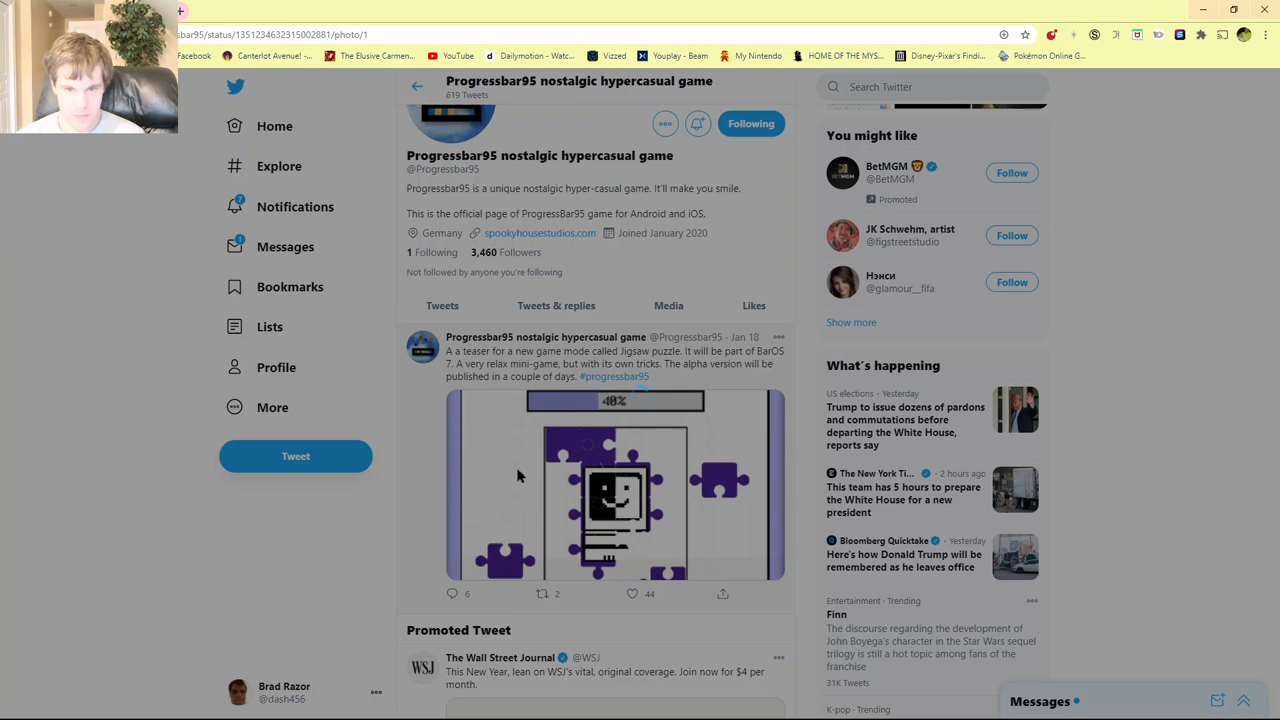 bar95/status/1351234632315002881/photo/1
Facebook
Canterlot Avenue! -...
The Elusive Carmen...
YouTube
Dailymotion - Watc...
Vizzed
Youplay - Beam
My Nintendo
HOME OF THE MYS...
Disney-Pixar's Findi...
Pokémon Online G...
Progressbar95 nostalgic hypercasual game
619 Tweets
Search Twitter
Home
Explore
7
Notifications
1
Messages
Bookmarks
Lists
Profile
More
Tweet
Brad Razor
@dash456
Following
Progressbar95 nostalgic hypercasual game
@Progressbar95
Progressbar95 is a unique nostalgic hyper-casual game. It'll make you smile.
This is the official page of ProgressBar95 game for Android and iOS.
Germany spookyhousestudios.com Joined January 2020
1 Following 3,460 Followers
Not followed by anyone you're following
Tweets Tweets & replies Media Likes
Progressbar95 nostalgic hypercasual game @Progressbar95 · Jan 18
A a teaser for a new game mode called Jigsaw puzzle. It will be part of BarOS
7. A very relax mini-game, but with its own tricks. The alpha version will be
published in a couple of days. #progressbar95
40%
6 2 44
Promoted Tweet
The Wall Street Journal @WSJ
WSJ
This New Year, lean on WSJ's vital, original coverage. Join now for $4 per
month.
You might like
BetMGM
@BetMGM
Follow
Promoted
JK Schwehm, artist
@figstreetstudio
Follow
Нэнси
@glamour__fifa
Follow
Show more
What's happening
US elections · Yesterday
Trump to issue dozens of pardons
and commutations before
departing the White House,
reports say
The New York Ti... · 2 hours ago
This team has 5 hours to prepare
the White House for a new
president
Bloomberg Quicktake · Yesterday
Here's how Donald Trump will be
remembered as he leaves office
Entertainment · Trending
Finn
The discourse regarding the development of
John Boyega's character in the Star Wars sequel
trilogy is still a hot topic among fans of the
franchise
31K Tweets
K-pop · Trending
Messages